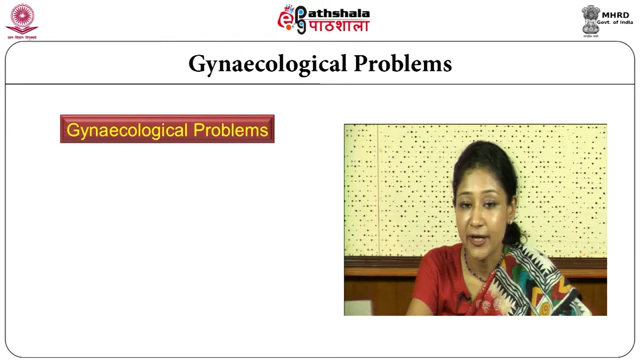 ePathshala
पाठशाला
MHRD
Govt. of India
Gynaecological Problems
Gynaecological Problems